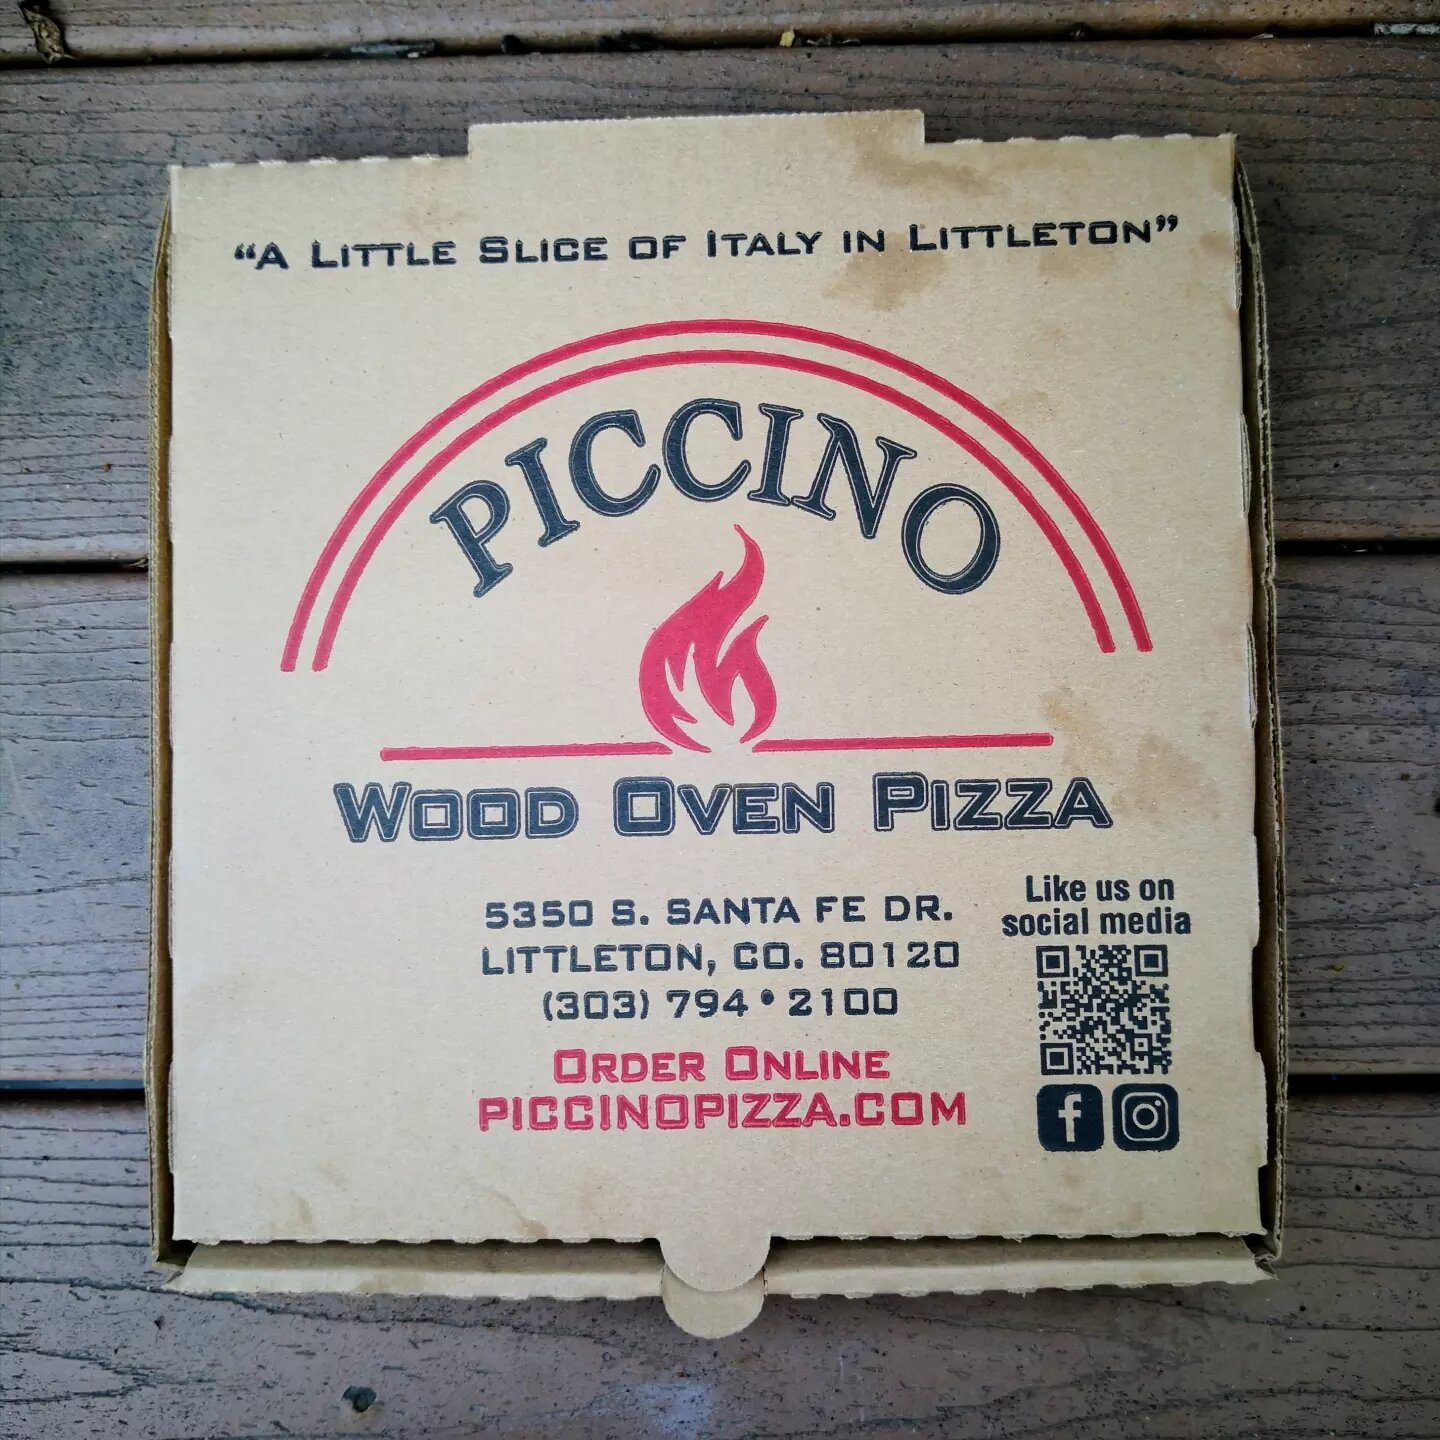 “A LITTLE SLICE OF ITALY IN LITTLETON”
PICCINO
WOOD OVEN PIZZA
5350 S. SANTA FE DR.
LITTLETON, CO. 80120
(303) 794 • 2100
ORDER ONLINE
PICCINOPIZZA.COM
Like us on
social media
f